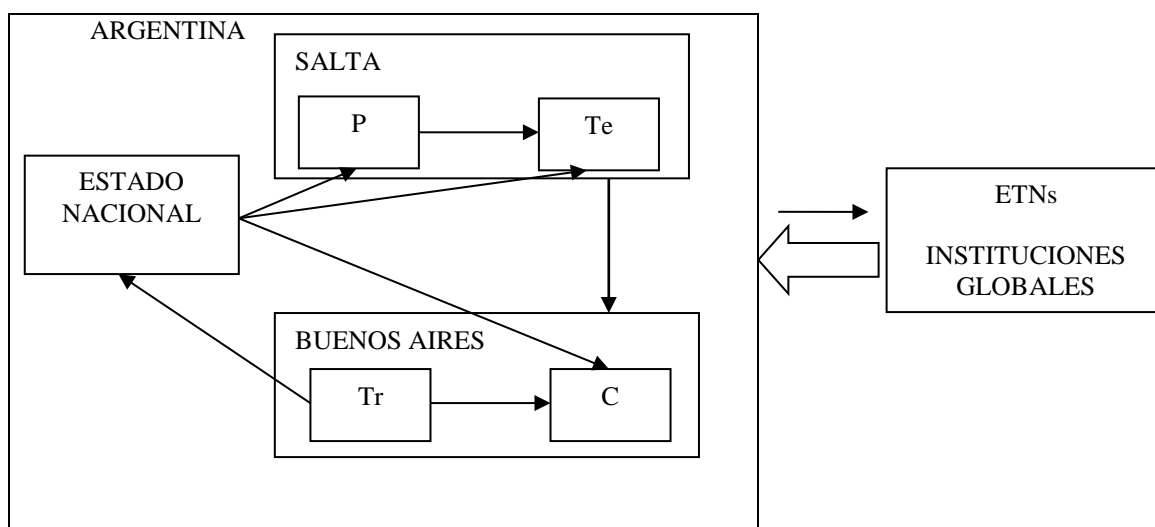 ARGENTINA
SALTA
P
Te
ESTADO
NACIONAL
ETNs
INSTITUCIONES
GLOBALES
BUENOS AIRES
Tr
C